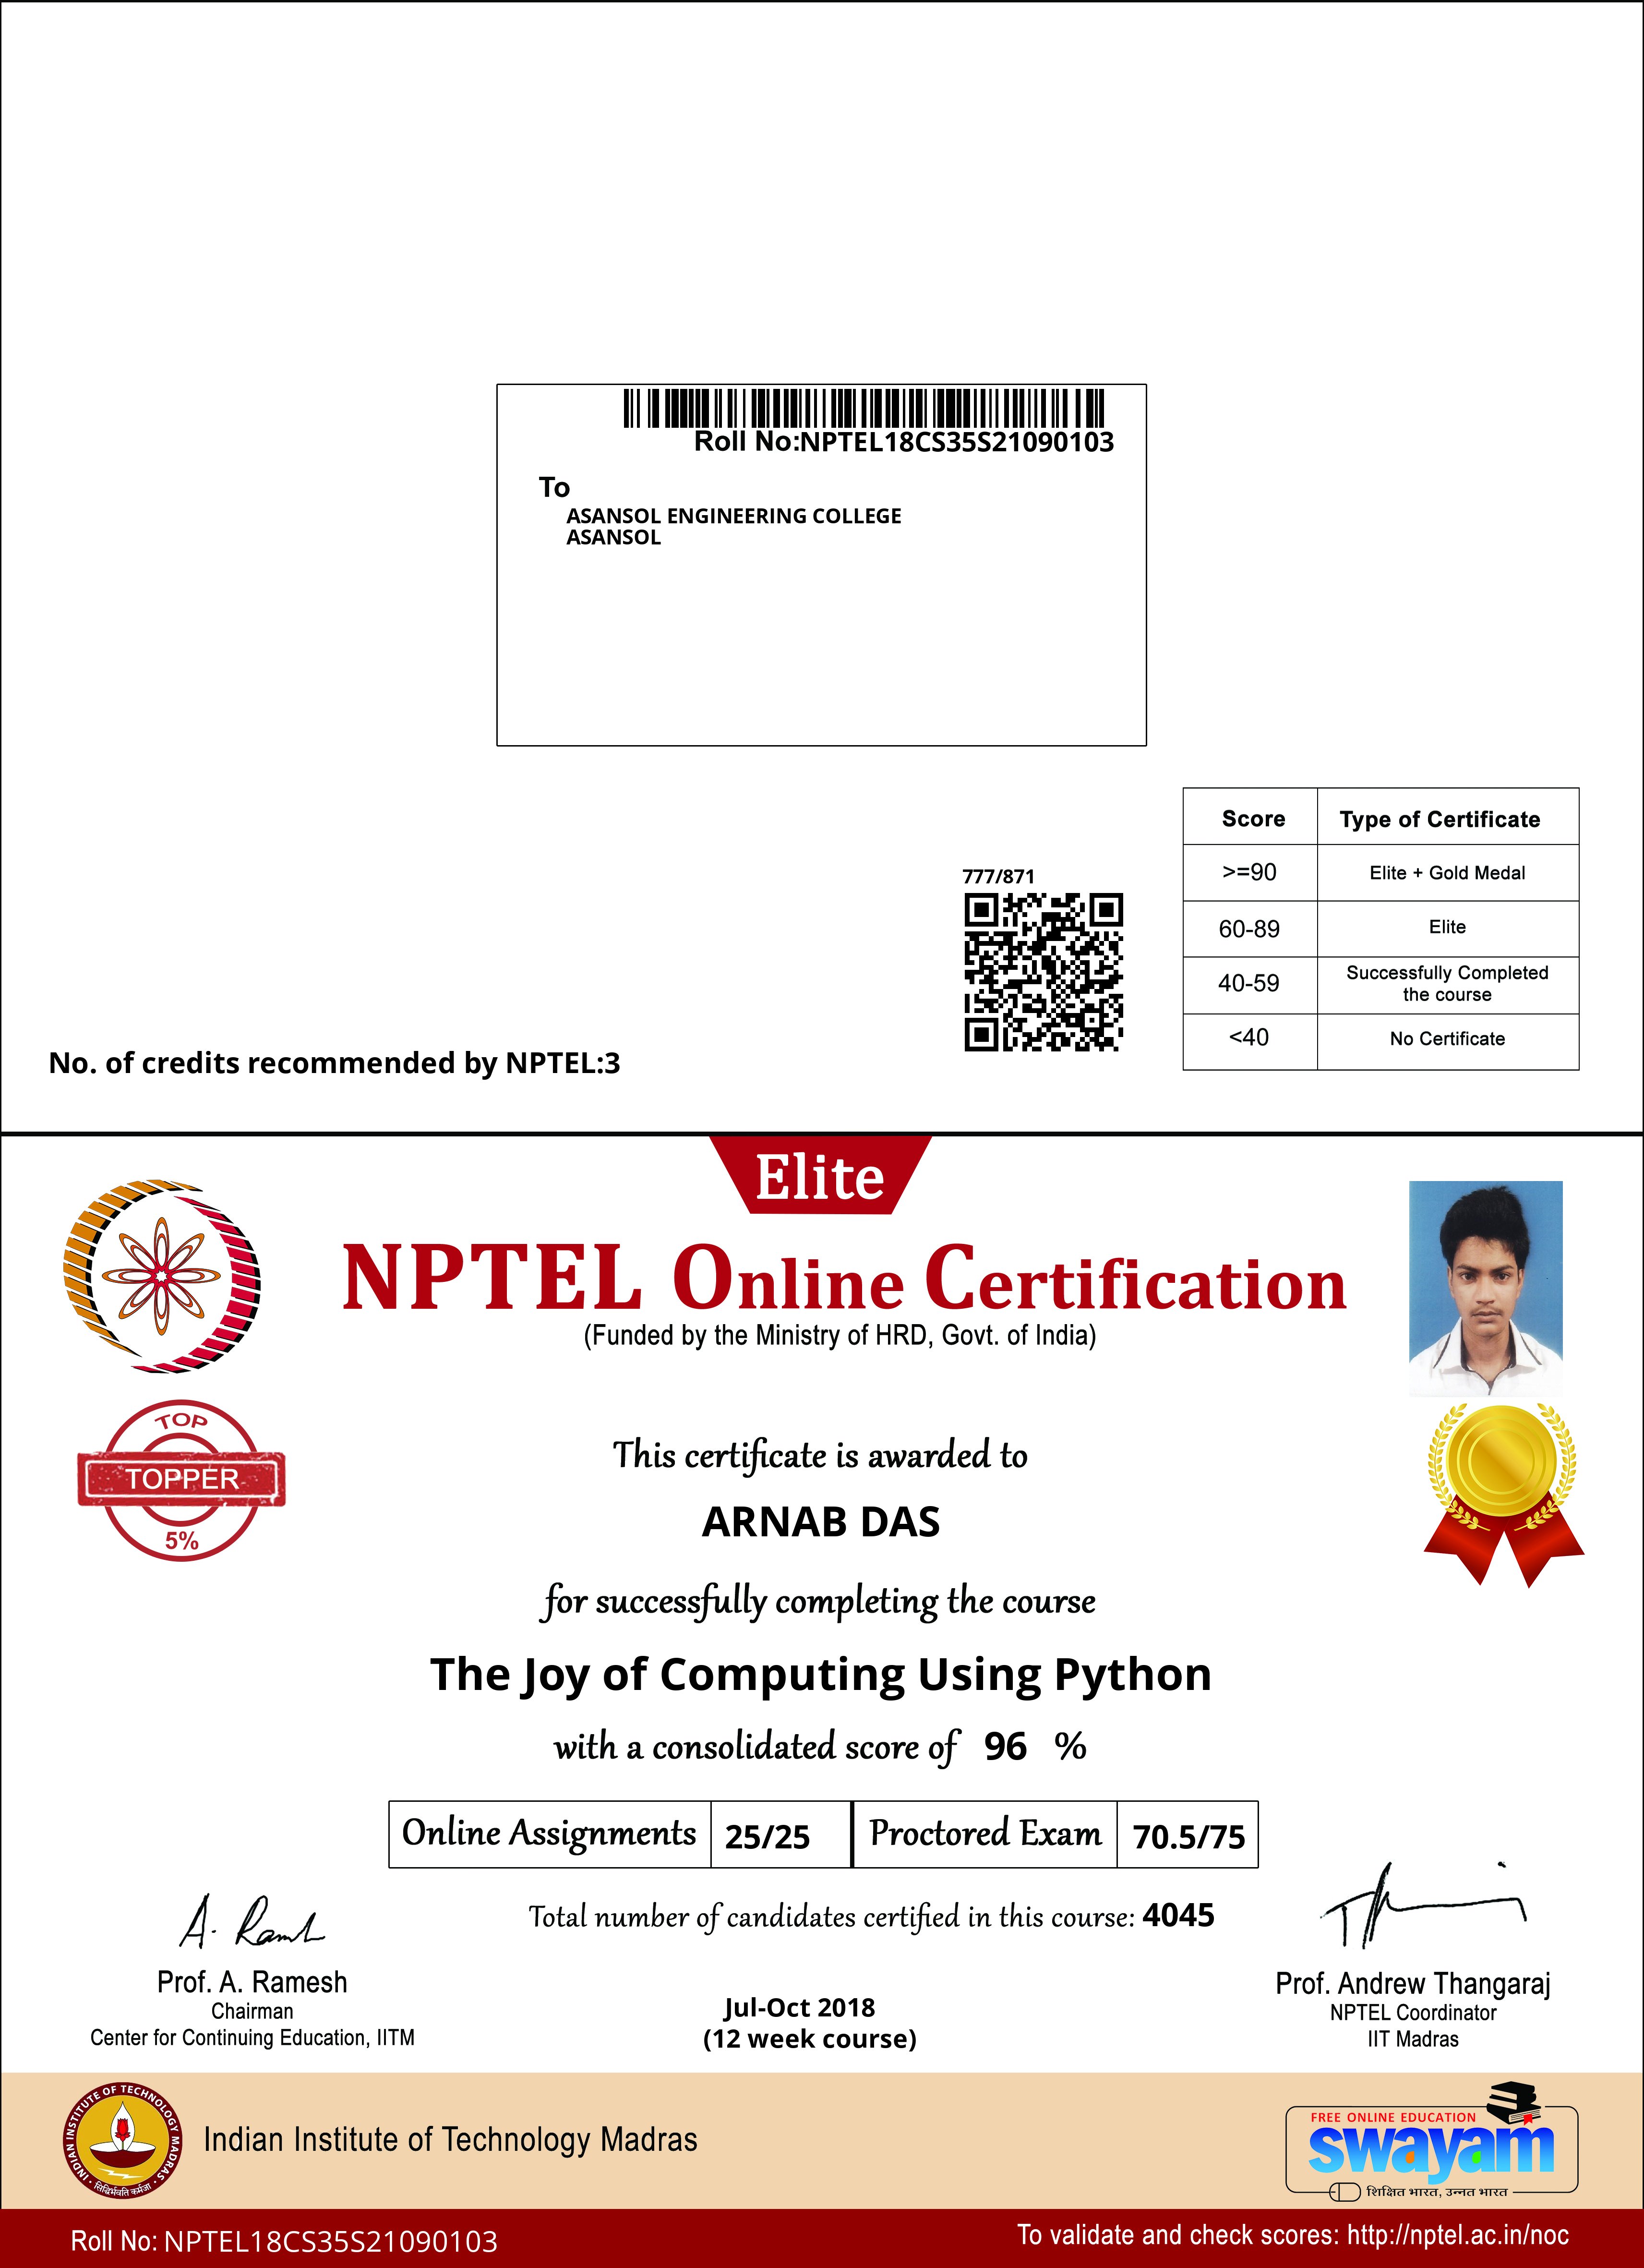 Roll No:NPTEL18CS35S21090103
To
ASANSOL ENGINEERING COLLEGE
ASANSOL
Score Type of Certificate
>=90 Elite + Gold Medal
60-89 Elite
40-59 Successfully Completed
the course
<40 No Certificate
777/871
No. of credits recommended by NPTEL:3
Elite
NPTEL Online Certification
(Funded by the Ministry of HRD, Govt. of India)
TOP
TOPPER
5%
This certificate is awarded to
ARNAB DAS
for successfully completing the course
The Joy of Computing Using Python
with a consolidated score of 96 %
Online Assignments 25/25 Proctored Exam 70.5/75
Total number of candidates certified in this course: 4045
A. Ramesh
Prof. A. Ramesh
Chairman
Center for Continuing Education, IITM
Jul-Oct 2018
(12 week course)
Prof. Andrew Thangaraj
NPTEL Coordinator
IIT Madras
INDIAN INSTITUTE OF TECHNOLOGY MADRAS
सिद्धिर्भवति कर्मजा
Indian Institute of Technology Madras
FREE ONLINE EDUCATION
swayam
शिक्षित भारत, उन्नत भारत
Roll No: NPTEL18CS35S21090103
To validate and check scores: http://nptel.ac.in/noc